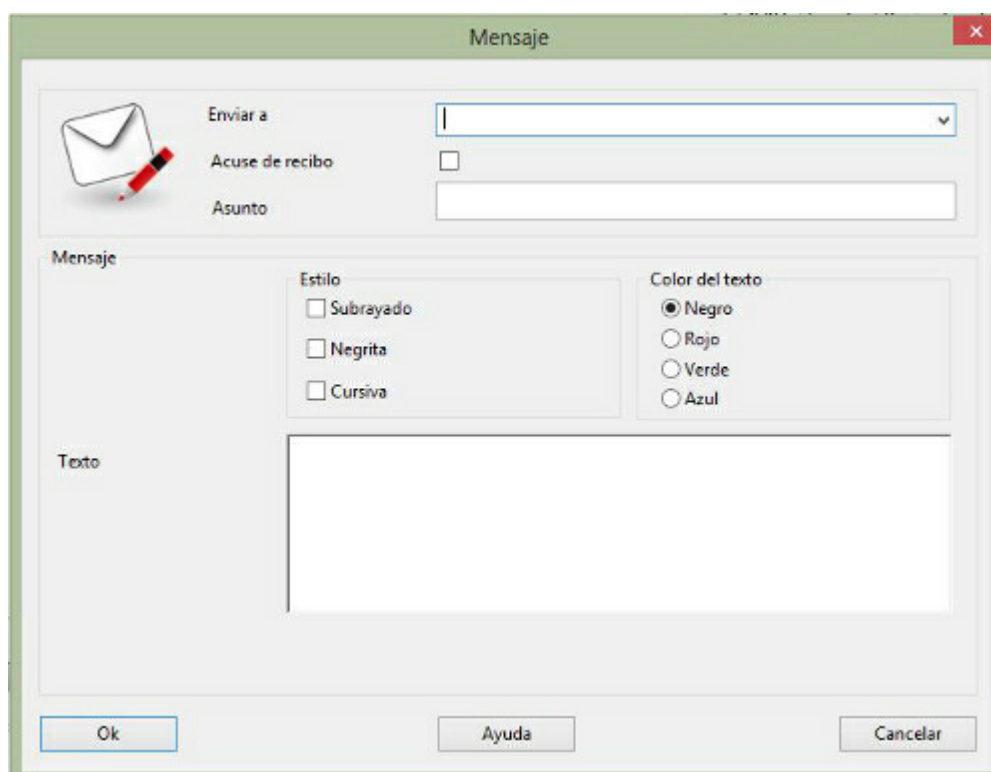 Mensaje
Enviar a
Acuse de recibo
Asunto
Mensaje
Estilo
Subrayado
Negrita
Cursiva
Color del texto
Negro
Rojo
Verde
Azul
Texto
Ok
Ayuda
Cancelar